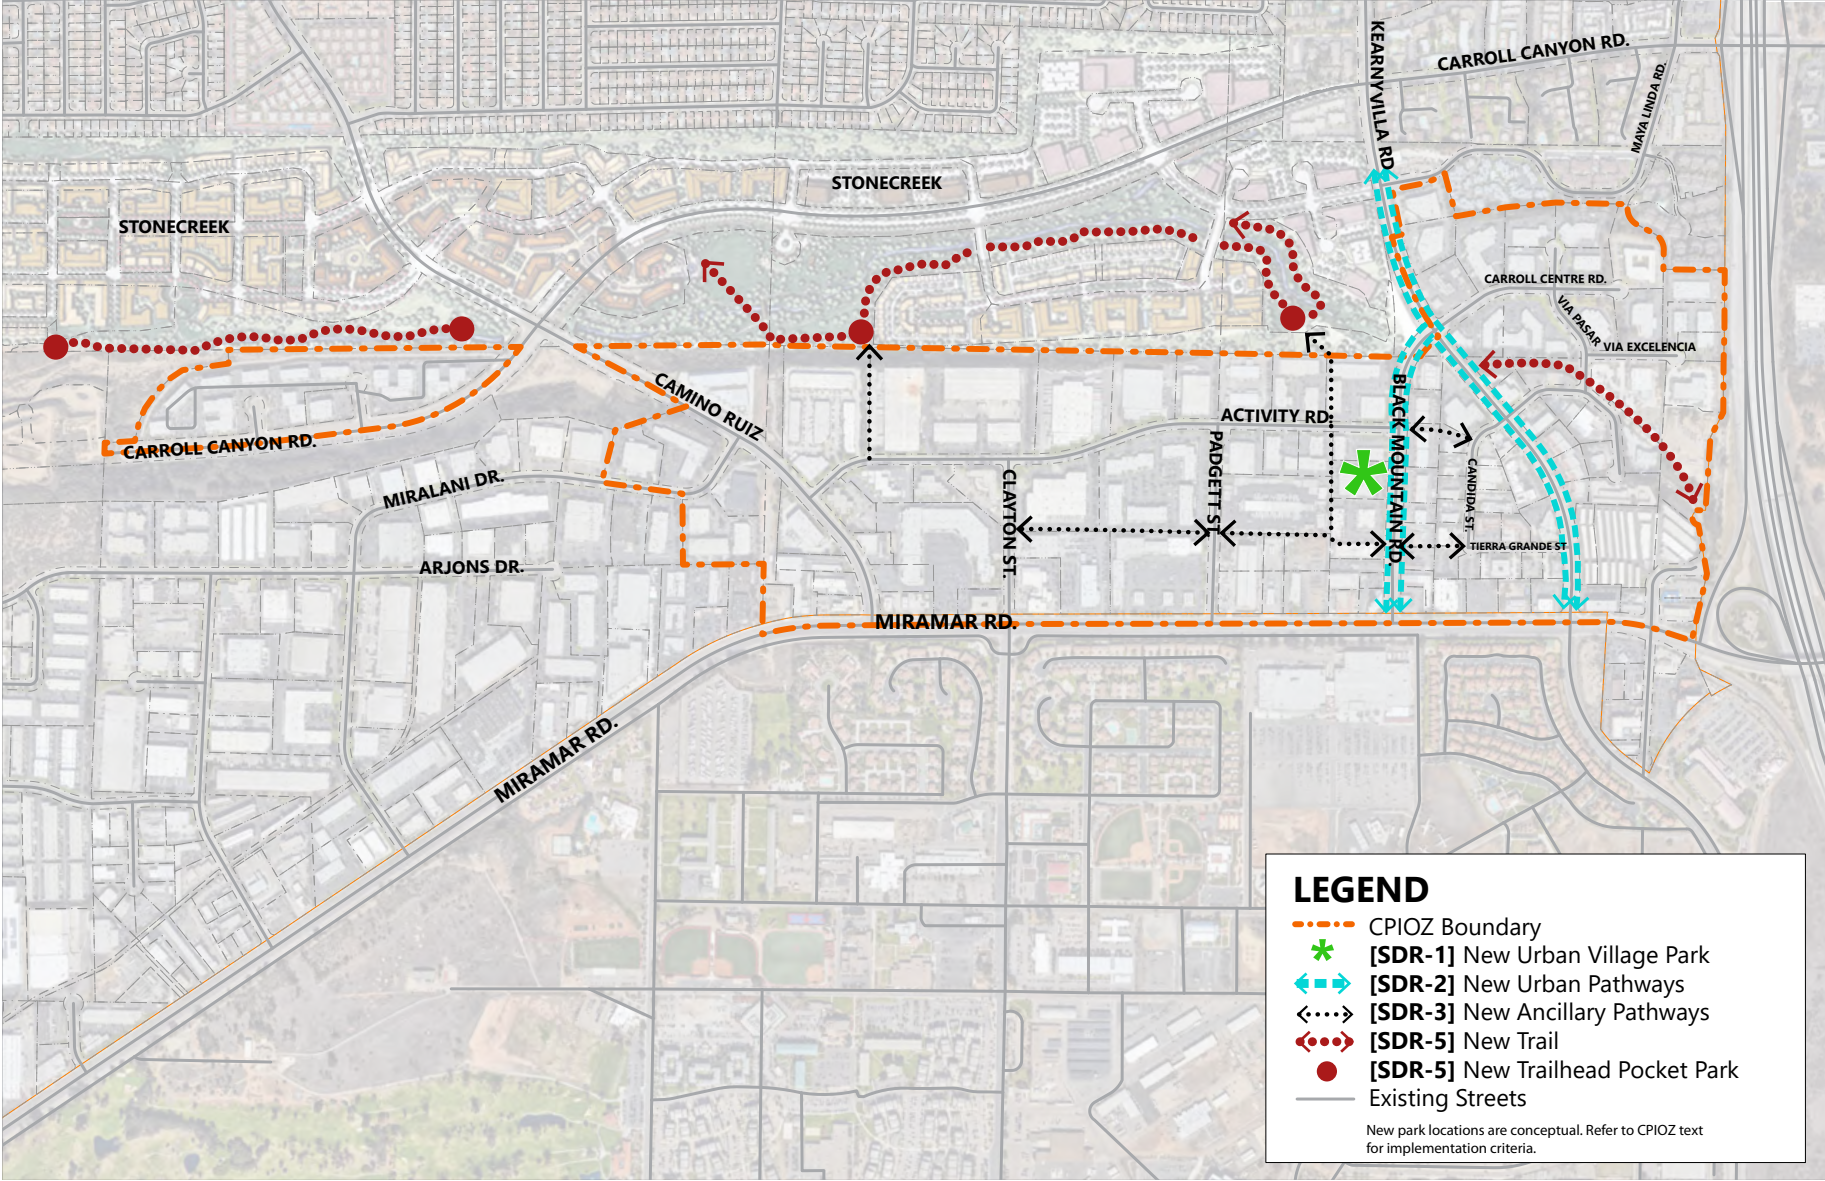 KEARNY VILLA RD
CARROLL CANYON RD.
MAYA LINDA RD.
STONECREEK
STONECREEK
CARROLL CENTRE RD.
VIA PASAR
VIA EXCELENCIA
CAMINO RUIZ
BLACK MOUNTAIN RD.
ACTIVITY RD.
PADGETT ST.
CARROLL CANYON RD.
MIRALANI DR.
CLAYTON ST.
CANDIDA ST.
TIERRA GRANDE ST
ARJONS DR.
MIRAMAR RD.
MIRAMAR RD.
LEGEND
CPIOZ Boundary
[SDR-1] New Urban Village Park
[SDR-2] New Urban Pathways
[SDR-3] New Ancillary Pathways
[SDR-5] New Trail
[SDR-5] New Trailhead Pocket Park
Existing Streets
New park locations are conceptual. Refer to CPIOZ text
for implementation criteria.